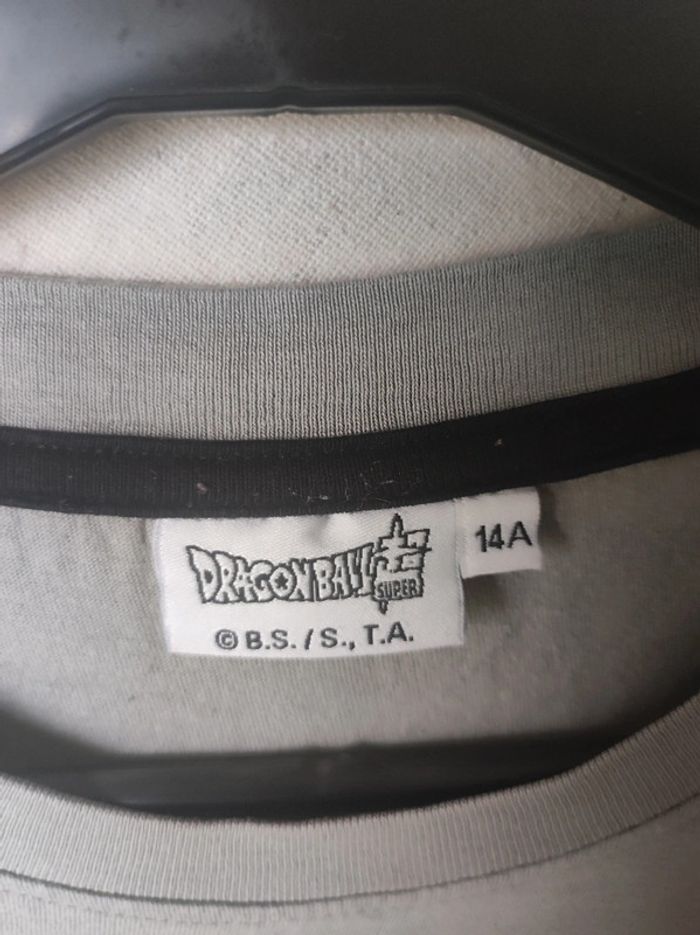 DRAGONBALL 超
SUPER
14A
© B.S. / S., T.A.